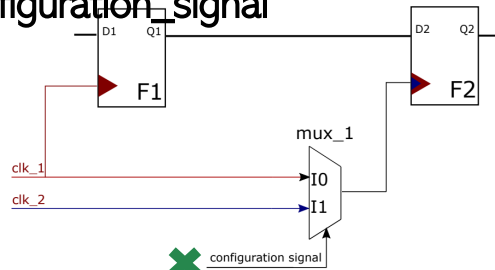 figuration_signal
D1 Q1
F1
D2 Q2
F2
mux_1
clk_1
I0
clk_2
I1
configuration signal